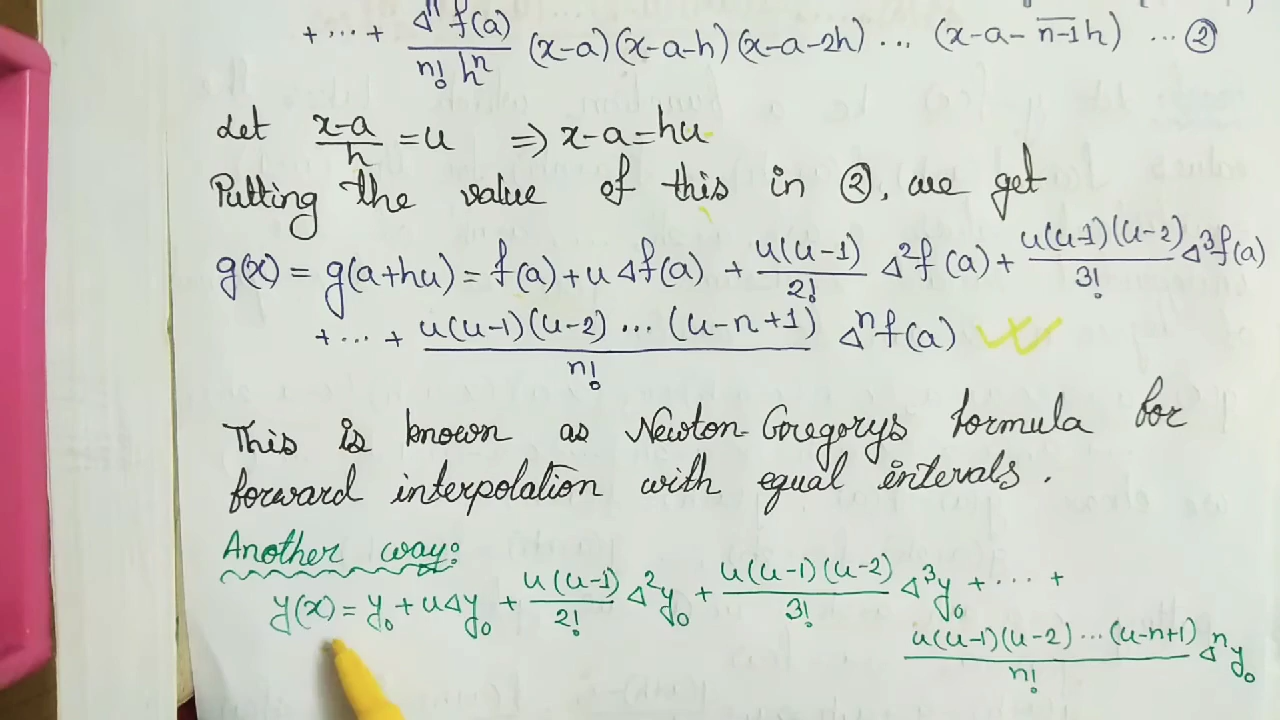 + ... + Δⁿf(a)/n! hⁿ (x-a)(x-a-h)(x-a-2h) ... (x-a-n̅-̅1̅h) ... ②
Let (x-a)/h = u ⇒ x-a=hu
Putting the value of this in ②, we get
g(x) = g(a+hu) = f(a)+u Δf(a) + u(u-1)/2! Δ²f(a)+ u(u-1)(u-2)/3! Δ³f(a)
+ ... + u(u-1)(u-2) ... (u-n+1)/n! Δⁿf(a)
This is known as Newton-Goregorys formula for
forward interpolation with equal intervals.
Another way:
y(x) = y₀ + uΔy₀ + u(u-1)/2! Δ²y₀ + u(u-1)(u-2)/3! Δ³y₀ + .... +
u(u-1)(u-2) ... (u-n+1)/n! Δⁿy₀